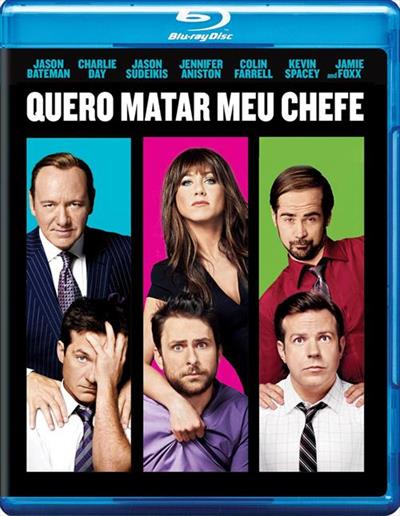 Blu-ray Disc
JASON BATEMAN CHARLIE DAY JASON SUDEIKIS JENNIFER ANISTON COLIN FARRELL KEVIN SPACEY and JAMIE FOXX
QUERO MATAR MEU CHEFE